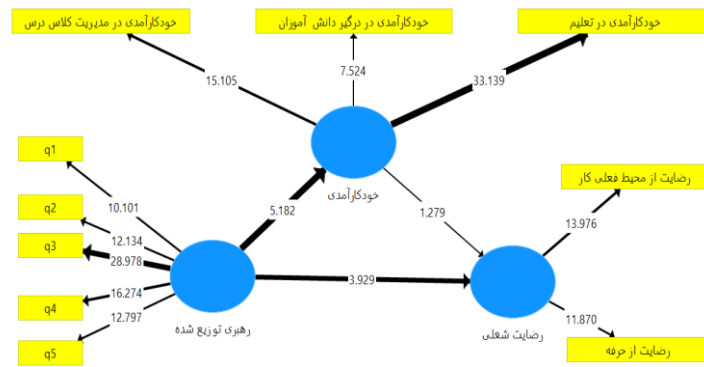 خودکارآمدی در مدیریت کلاس درس
خودکارآمدی در درگیر دانش آموزان
خودکارآمدی در تعلیم
15.105
7.524
33.139
خودکارآمدی
q1
q2
q3
q4
q5
10.101
12.134
28.978
16.274
12.797
رهبری توزیع شده
5.182
1.279
3.929
رضایت شغلی
رضایت از محیط فعلی کار
13.976
11.870
رضایت از حرفه